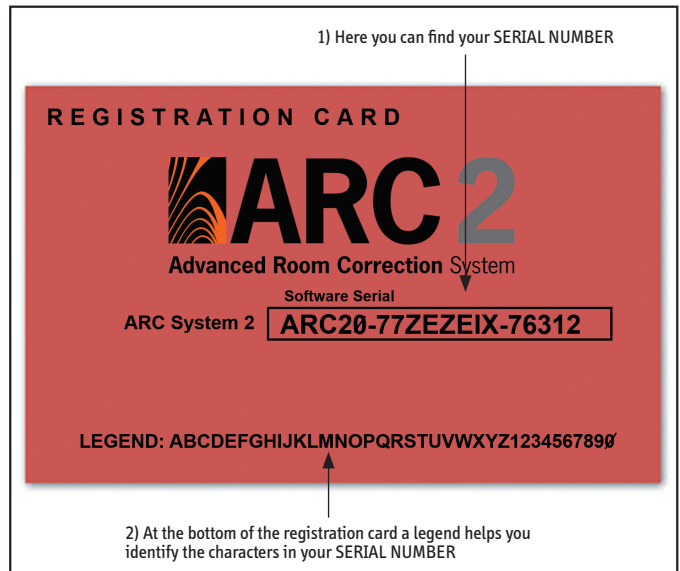 1) Here you can find your SERIAL NUMBER
REGISTRATION CARD
ARC 2
Advanced Room Correction System
Software Serial
ARC System 2 ARC20-77ZEZEIX-76312
LEGEND: ABCDEFGHIJKLMNOPQRSTUVWXYZ1234567890
2) At the bottom of the registration card a legend helps you
identify the characters in your SERIAL NUMBER